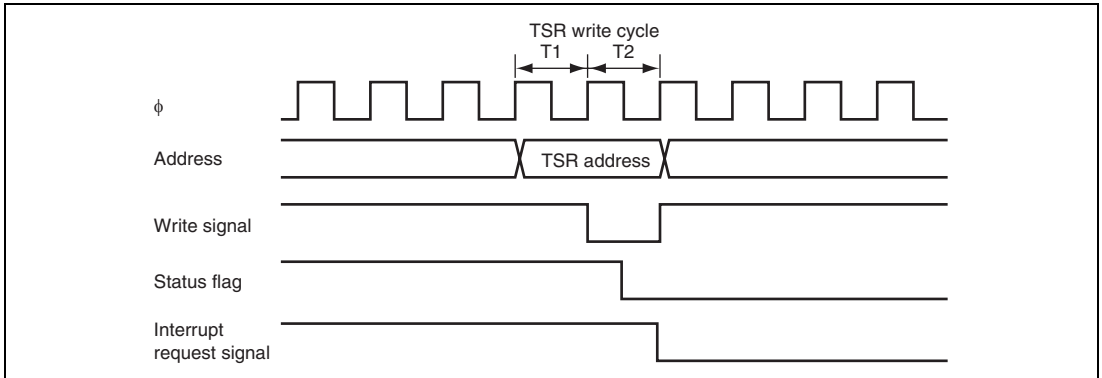 TSR write cycle
T1 T2
ϕ
Address
TSR address
Write signal
Status flag
Interrupt
request signal